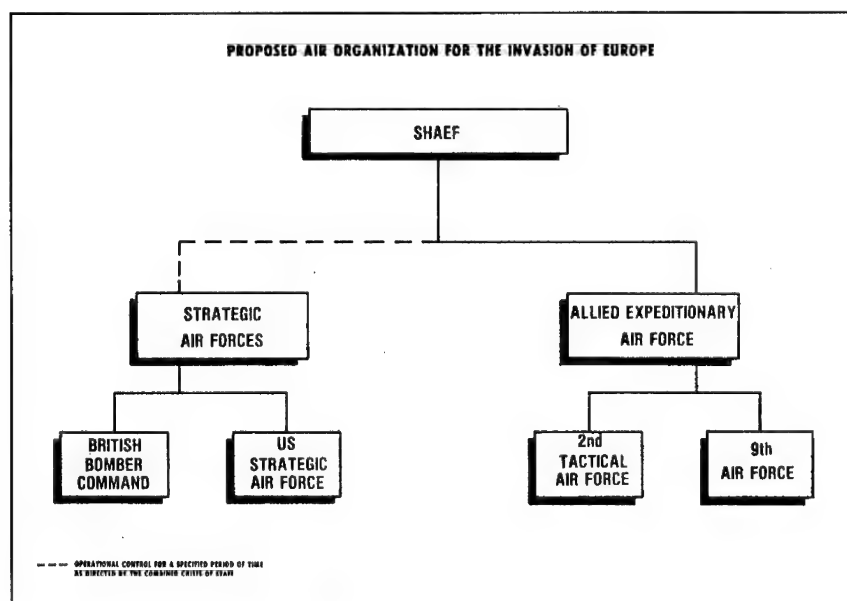 PROPOSED AIR ORGANIZATION FOR THE INVASION OF EUROPE
SHAEF
STRATEGIC
AIR FORCES
ALLIED EXPEDITIONARY
AIR FORCE
BRITISH
BOMBER
COMMAND
US
STRATEGIC
AIR FORCE
2nd
TACTICAL
AIR FORCE
9th
AIR FORCE
OPERATIONAL CONTROL FOR A SPECIFIED PERIOD OF TIME
AS DIRECTED BY THE COMBINED CHIEFS OF STAFF